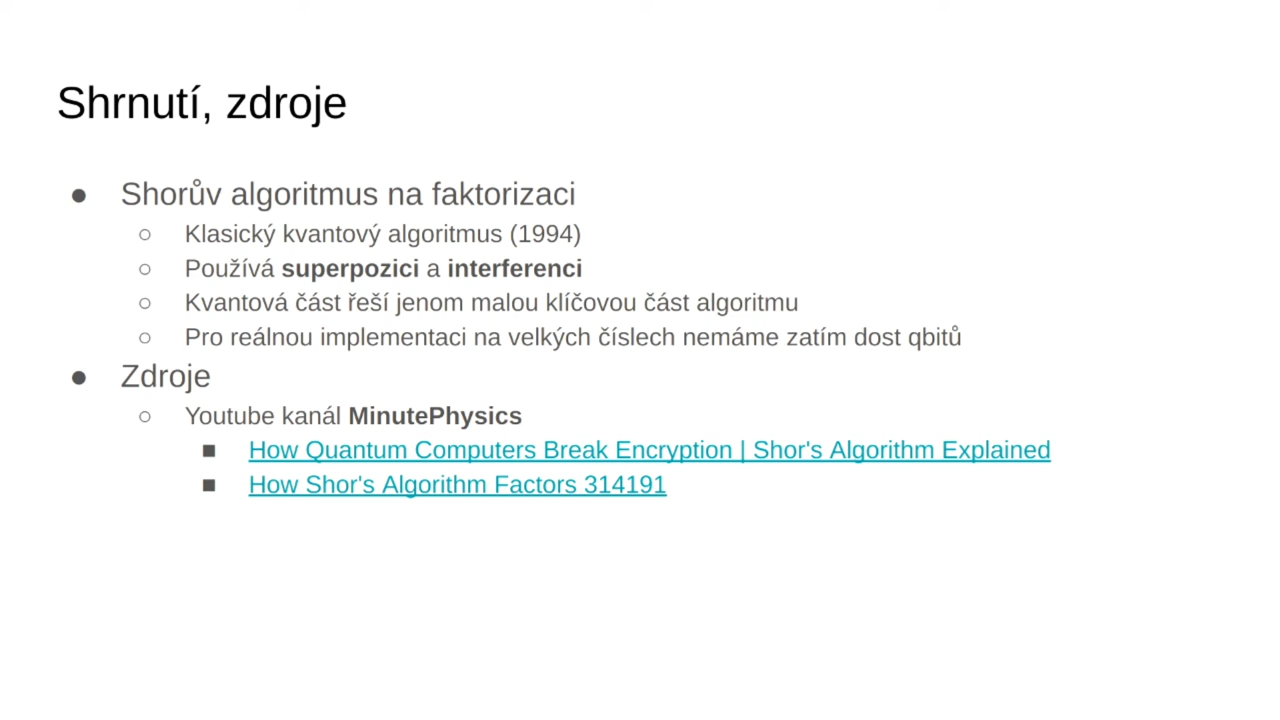 Shrnutí, zdroje
● Shorův algoritmus na faktorizaci
○ Klasický kvantový algoritmus (1994)
○ Používá superpozici a interferenci
○ Kvantová část řeší jenom malou klíčovou část algoritmu
○ Pro reálnou implementaci na velkých číslech nemáme zatím dost qbitů
● Zdroje
○ Youtube kanál MinutePhysics
■ How Quantum Computers Break Encryption | Shor's Algorithm Explained
■ How Shor's Algorithm Factors 314191